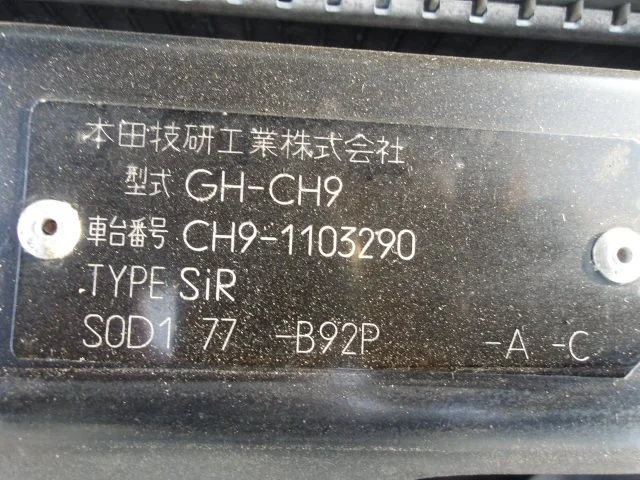 本田技研工業株式会社
型式 GH-CH9
車台番号 CH9-1103290
TYPE SiR
S0D1 77 -B92P -A -C